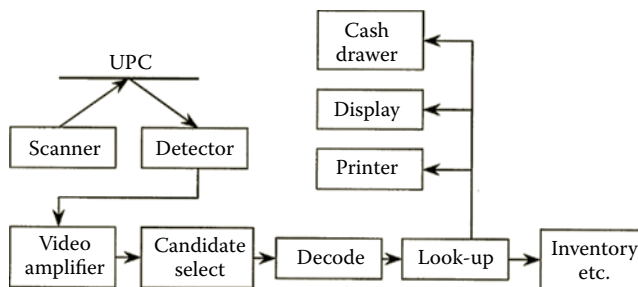 Cash
drawer
UPC
Display
Scanner
Detector
Printer
Video
amplifier
Candidate
select
Decode
Look-up
Inventory
etc.